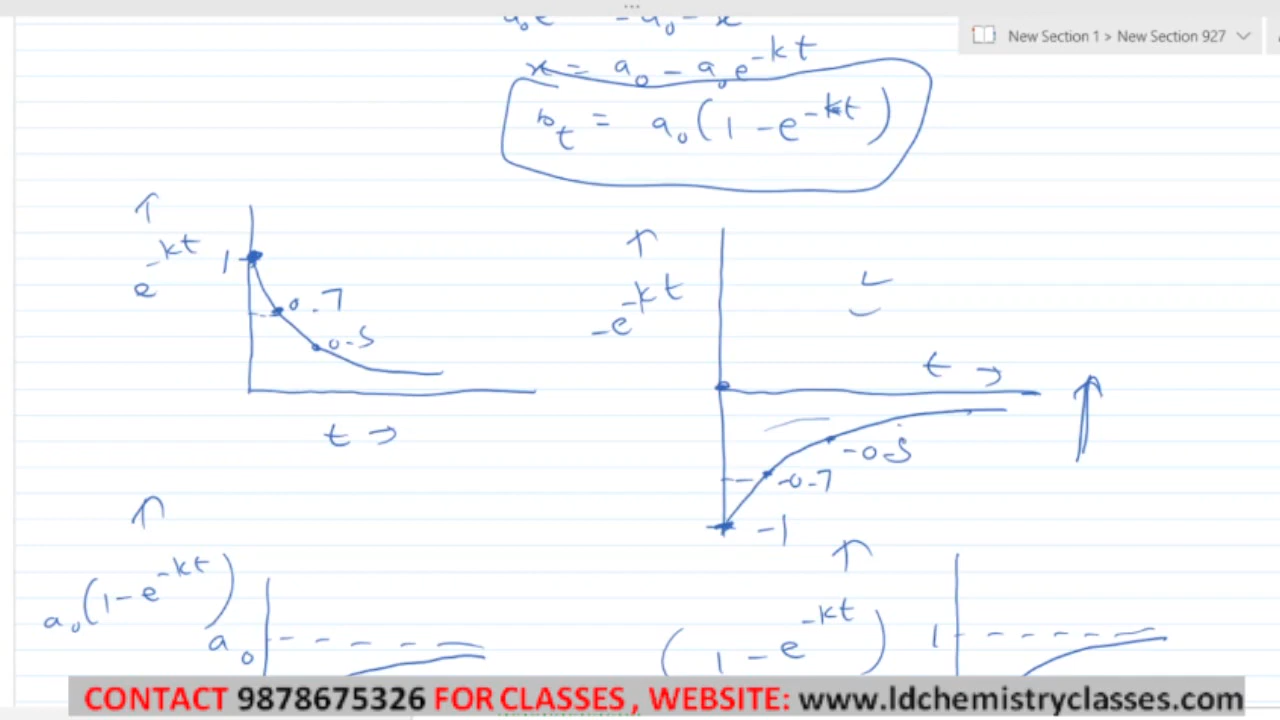 New Section 1 > New Section 927
x = a₀ - a₀e^-kt
b_t = a₀(1 - e^-kt)
e^-kt
1
0.7
0.5
t →
-e^-kt
t →
-0.5
-0.7
-1
a₀(1 - e^-kt)
a₀
(1 - e^-kt)
1
CONTACT 9878675326 FOR CLASSES , WEBSITE: www.ldchemistryclasses.com